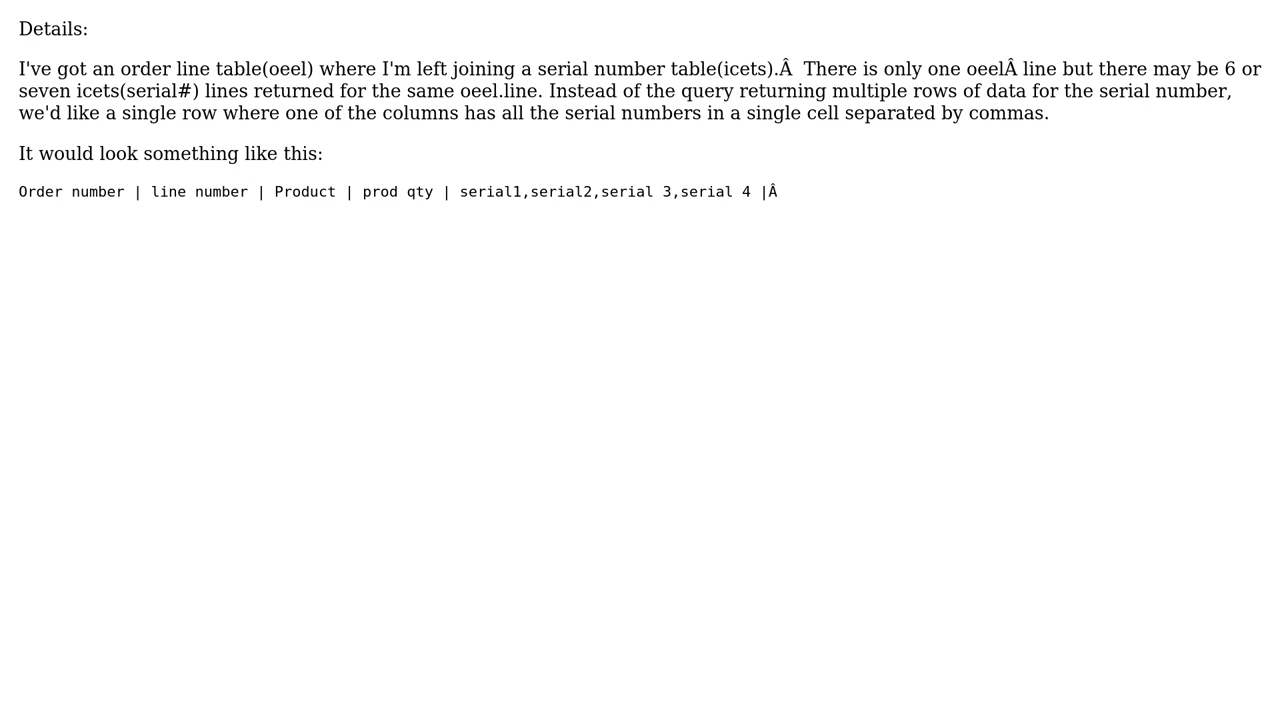 Details:
I've got an order line table(oeel) where I'm left joining a serial number table(icets).Â  There is only one oeelÂ line but there may be 6 or
seven icets(serial#) lines returned for the same oeel.line. Instead of the query returning multiple rows of data for the serial number,
we'd like a single row where one of the columns has all the serial numbers in a single cell separated by commas.
It would look something like this:
Order number | line number | Product | prod qty | serial1,serial2,serial 3,serial 4 |Â